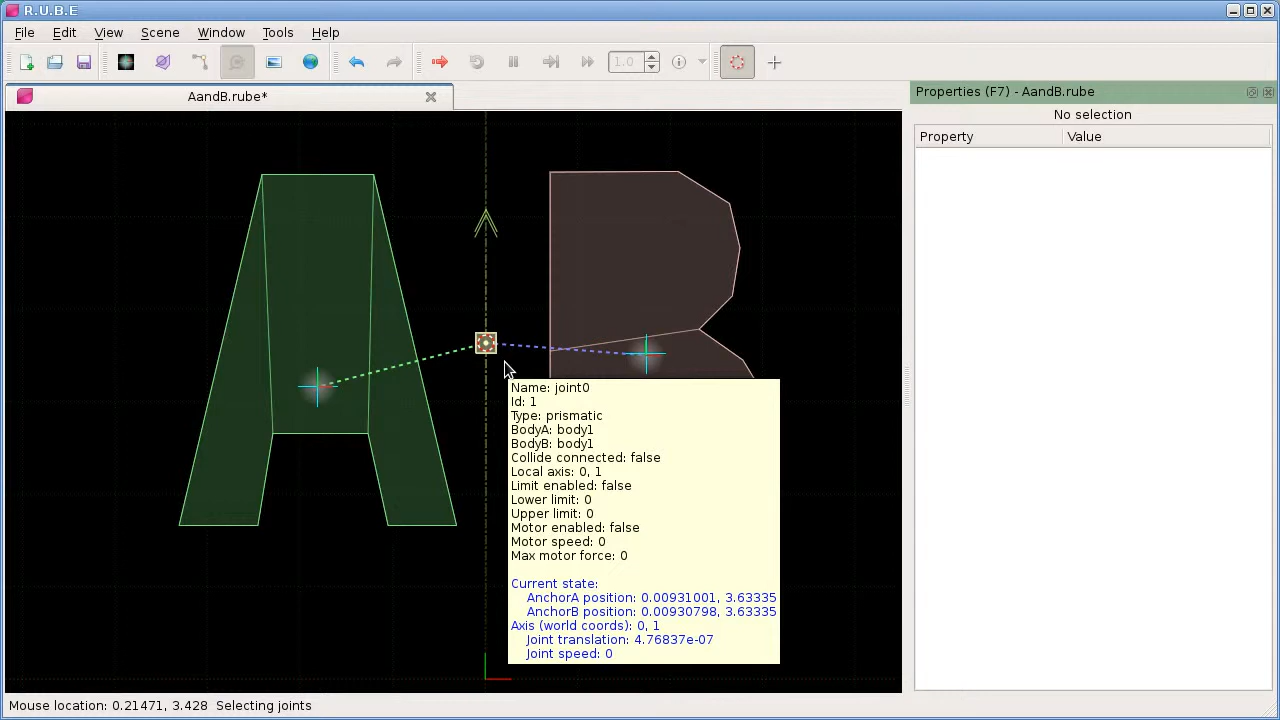 R.U.B.E
File Edit View Scene Window Tools Help
1.0
AandB.rube*
Properties (F7) - AandB.rube
No selection
Property Value
Name: joint0
Id: 1
Type: prismatic
BodyA: body1
BodyB: body1
Collide connected: false
Local axis: 0, 1
Limit enabled: false
Lower limit: 0
Upper limit: 0
Motor enabled: false
Motor speed: 0
Max motor force: 0
Current state:
AnchorA position: 0.00931001, 3.63335
AnchorB position: 0.00930798, 3.63335
Axis (world coords): 0, 1
Joint translation: 4.76837e-07
Joint speed: 0
Mouse location: 0.21471, 3.428 Selecting joints